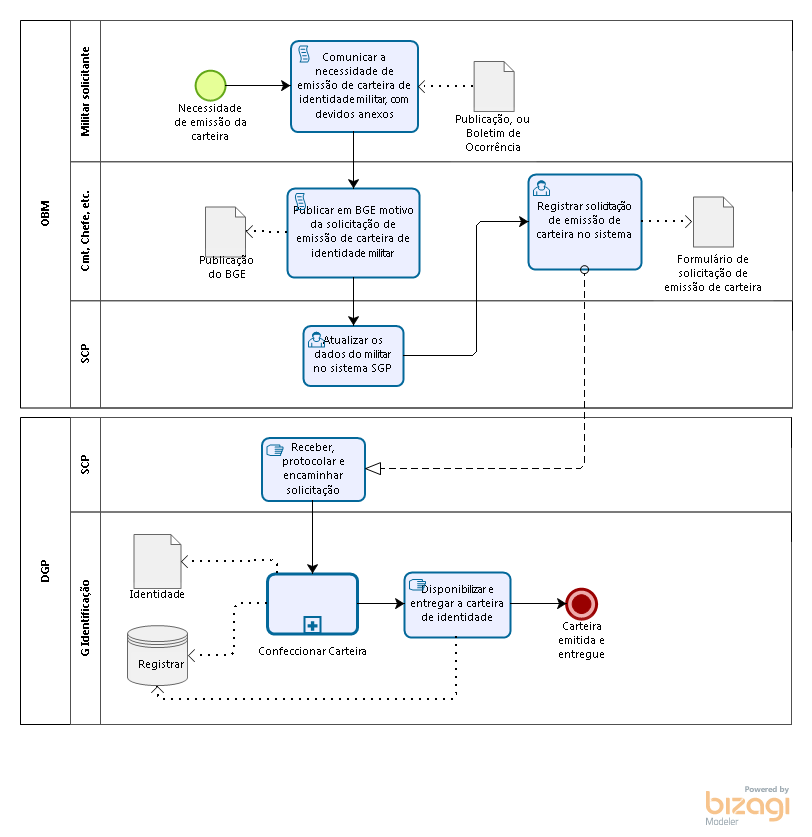 OBM
Militar solicitante
Necessidade
de emissão da
carteira
Comunicar a
necessidade de
emissão de carteira de
identidade militar, com
devidos anexos
Publicação, ou
Boletim de
Ocorrência
Cmt, Chefe, etc.
Publicação
do BGE
Publicar em BGE motivo
da solicitação de
emissão de carteira de
identidade militar
Registrar solicitação
de emissão de
carteira no sistema
Formulário de
solicitação de
emissão de carteira
SCP
Atualizar os
dados do militar
no sistema SGP
DGP
SCP
Receber,
protocolar e
encaminhar
solicitação
G Identificação
Identidade
Registrar
Confeccionar Carteira
Disponibilizar e
entregar a carteira
de identidade
Carteira
emitida e
entregue
Powered by
bizagi
Modeler